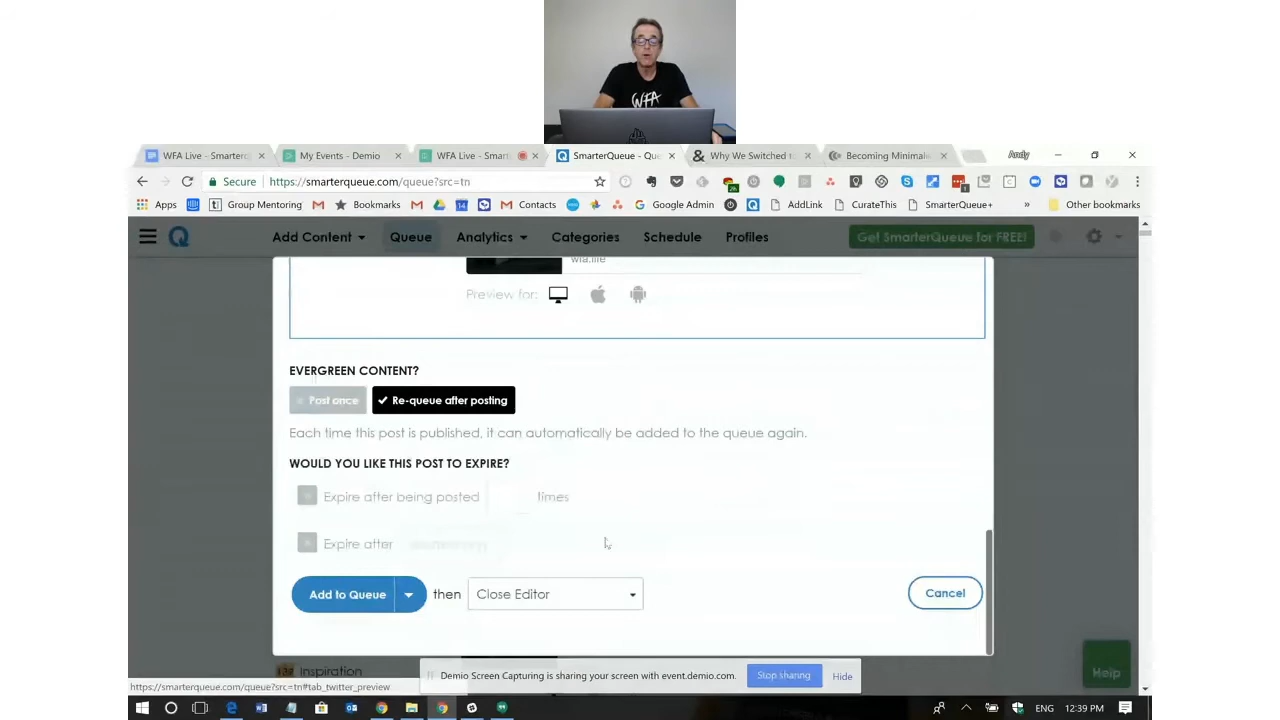 WFA
WFA Live - Smarterq
My Events - Demio
WFA Live - Smart
SmarterQueue - Que
Why We Switched t
Becoming Minimali
Andy
Secure
https://smarterqueue.com/queue?src=tn
Apps
Group Mentoring
Bookmarks
Contacts
Google Admin
AddLink
CurateThis
SmarterQueue+
»
Other bookmarks
Add Content
Queue
Analytics
Categories
Schedule
Profiles
Get SmarterQueue for FREE!
wfa.life
Preview for:
EVERGREEN CONTENT?
Post once
Re-queue after posting
Each time this post is published, it can automatically be added to the queue again.
WOULD YOU LIKE THIS POST TO EXPIRE?
Expire after being posted times
Expire after
Add to Queue then Close Editor
Cancel
Inspiration
Demio Screen Capturing is sharing your screen with event.demio.com.
Stop sharing
Hide
Help
https://smarterqueue.com/queue?src=tn#tab_twitter_preview
ENG
12:39 PM